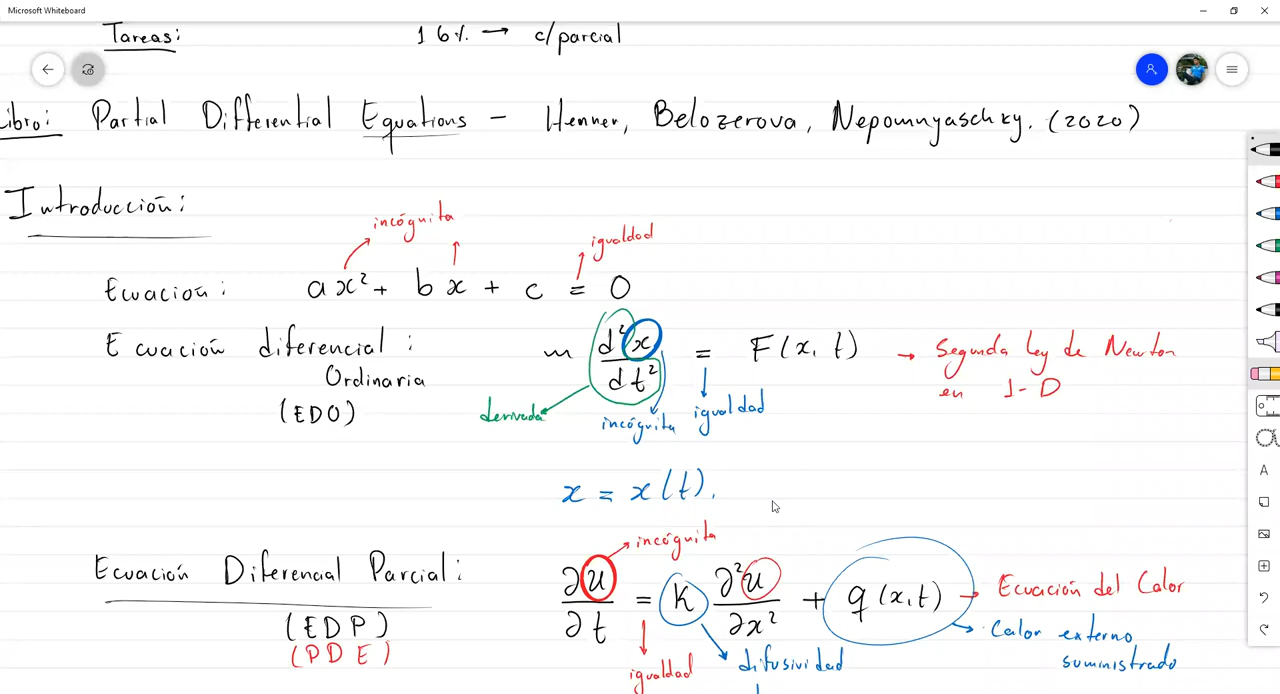 Microsoft Whiteboard
Tareas: 16% → c/parcial
Libro: Partial Differential Equations - Henner, Belozerova, Nepomnyaschky. (2020)
Introducción:
incógnita
igualdad
Ecuación: ax² + bx + c = 0
Ecuación diferencial: m d²x/dt² = F(x, t) → Segunda Ley de Newton
Ordinaria en 1-D
(EDO)
derivada incógnita igualdad
x = x(t).
incógnita
Ecuación Diferencial Parcial: ∂u/∂t = K ∂²u/∂x² + q(x,t) → Ecuación del Calor
(EDP) → Calor externo
(PDE) suministrado
igualdad difusividad